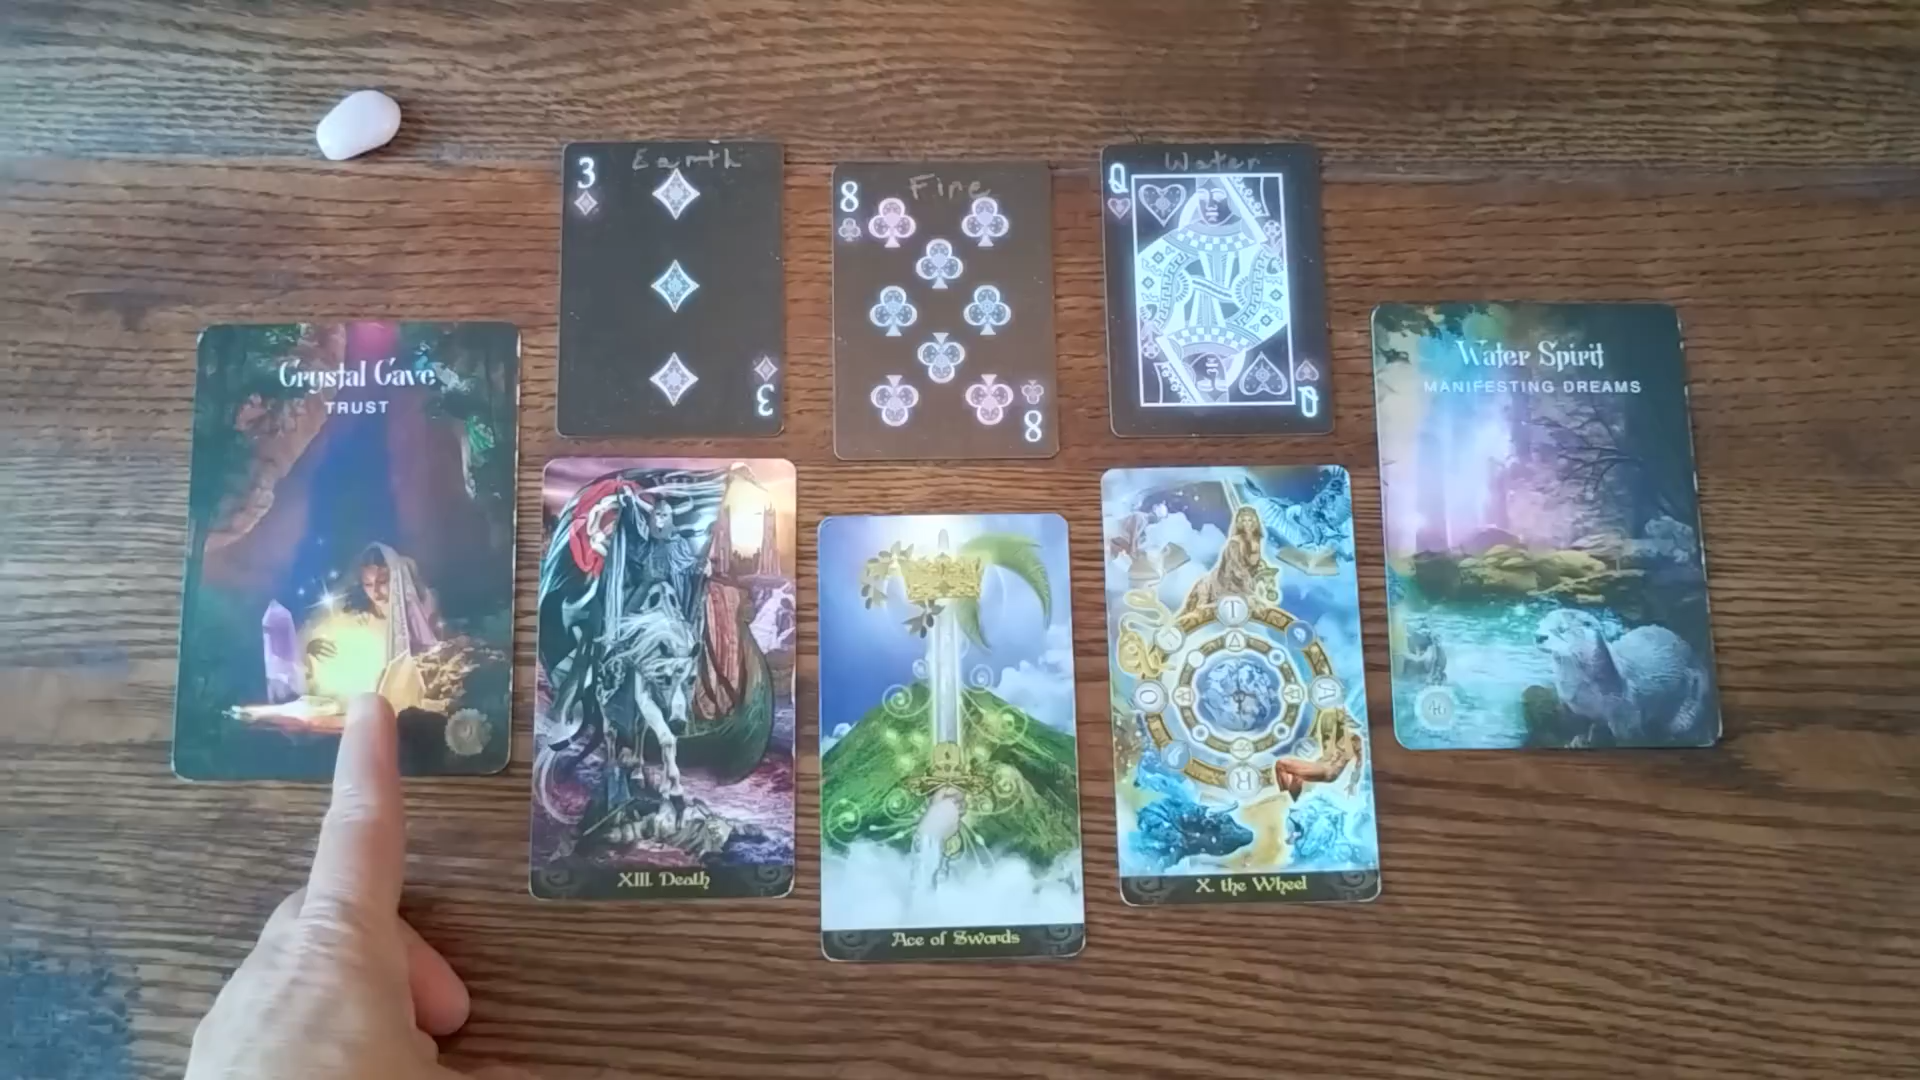 3
Earth
3
8
Fire
8
Q
Water
Q
Crystal Cave
TRUST
Water Spirit
MANIFESTING DREAMS
XIII. Death
Ace of Swords
X. the Wheel